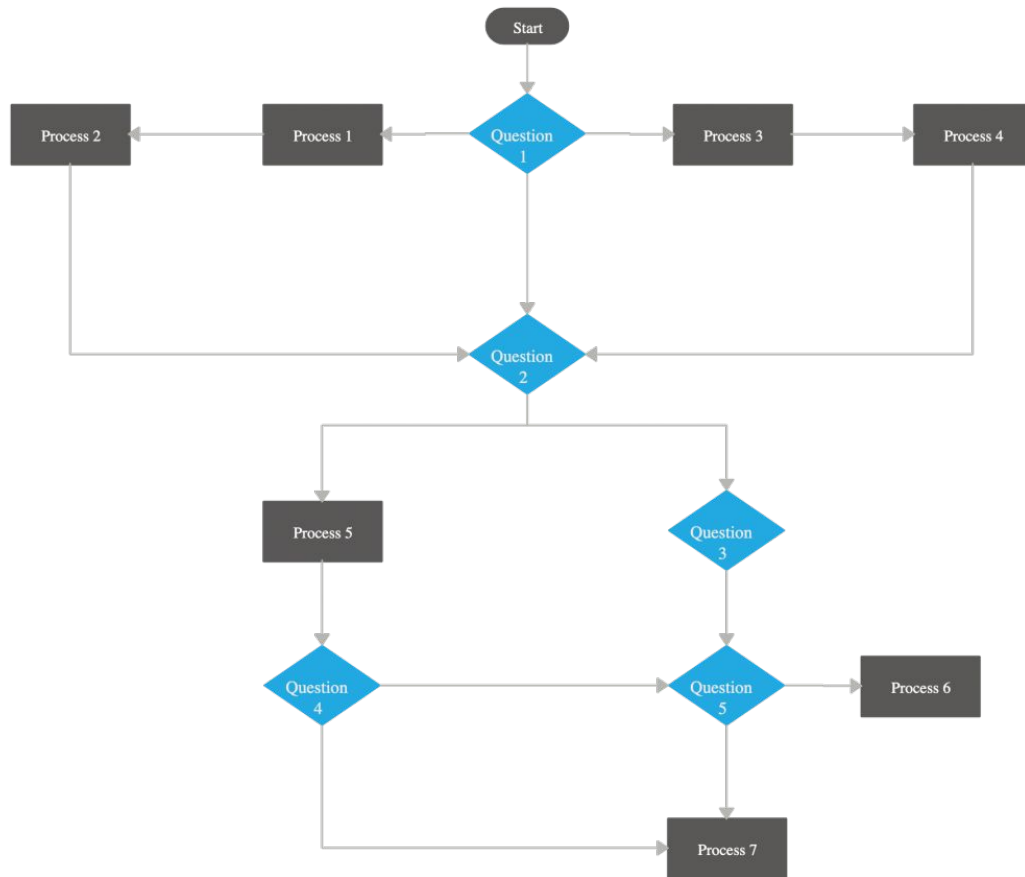 Start
Process 2
Process 1
Question
1
Process 3
Process 4
Question
2
Process 5
Question
3
Question
4
Question
5
Process 6
Process 7